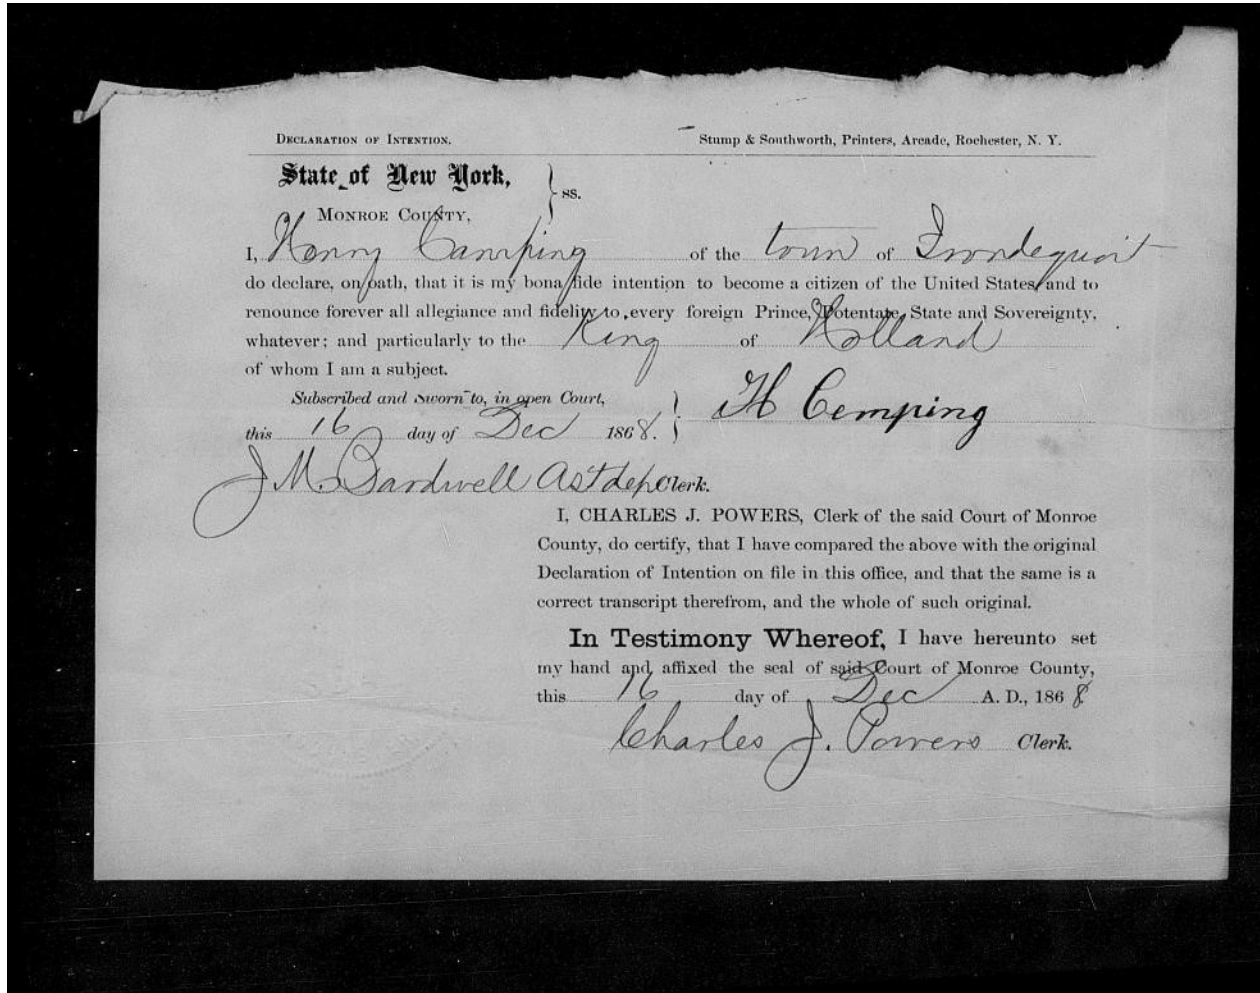 DECLARATION OF INTENTION. Stump & Southworth, Printers, Arcade, Rochester, N. Y.
State of New York, } ss.
MONROE COUNTY,
I, Henry Camping of the town of Irondequoit
do declare, on oath, that it is my bona fide intention to become a citizen of the United States, and to
renounce forever all allegiance and fidelity to every foreign Prince, Potentate, State and Sovereignty,
whatever; and particularly to the King of Holland
of whom I am a subject.
Subscribed and sworn to, in open Court,
this 16 day of Dec 1868. } H Cemping
J M. Bardwell Ast dep Clerk.
I, CHARLES J. POWERS, Clerk of the said Court of Monroe
County, do certify, that I have compared the above with the original
Declaration of Intention on file in this office, and that the same is a
correct transcript therefrom, and the whole of such original.
In Testimony Whereof, I have hereunto set
my hand and affixed the seal of said Court of Monroe County,
this 16 day of Dec A. D., 1868
Charles J. Powers Clerk.